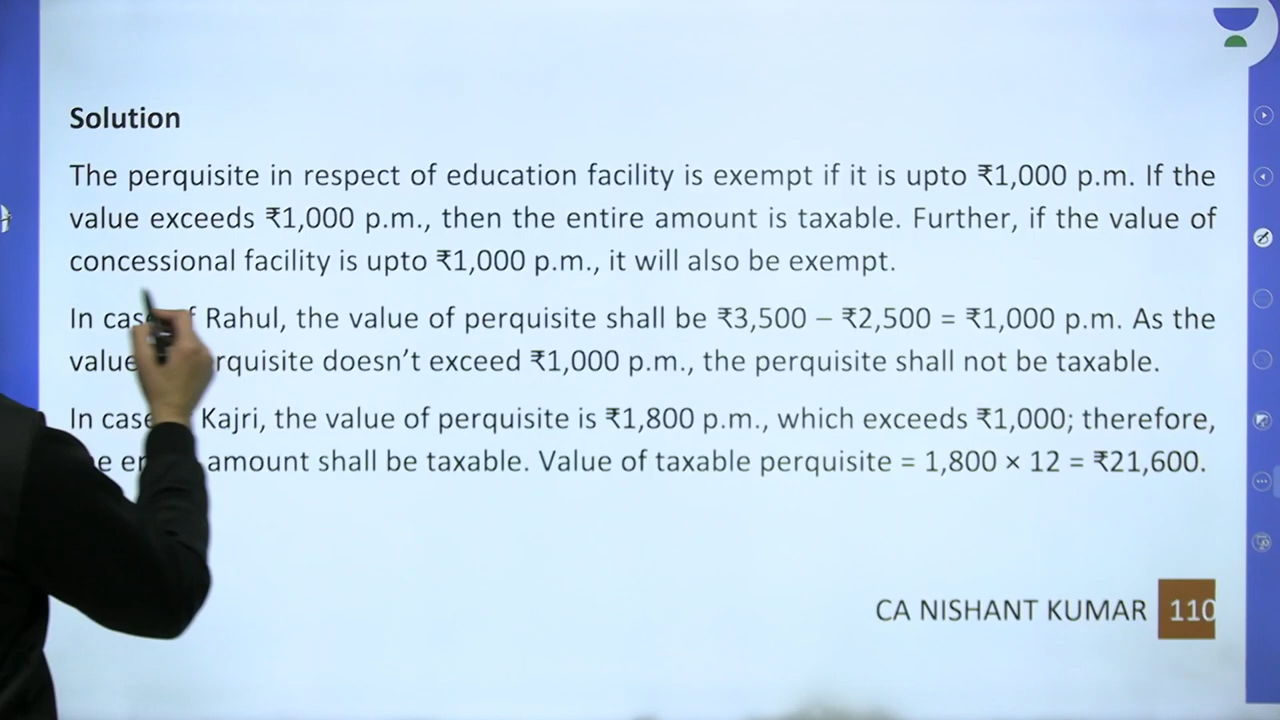 Solution
The perquisite in respect of education facility is exempt if it is upto ₹1,000 p.m. If the
value exceeds ₹1,000 p.m., then the entire amount is taxable. Further, if the value of
concessional facility is upto ₹1,000 p.m., it will also be exempt.
In Rahul, the value of perquisite shall be ₹3,500 – ₹2,500 = ₹1,000 p.m. As the
value doesn’t exceed ₹1,000 p.m., the perquisite shall not be taxable.
In case Kajri, the value of perquisite is ₹1,800 p.m., which exceeds ₹1,000; therefore,
amount shall be taxable. Value of taxable perquisite = 1,800 × 12 = ₹21,600.
CA NISHANT KUMAR 110